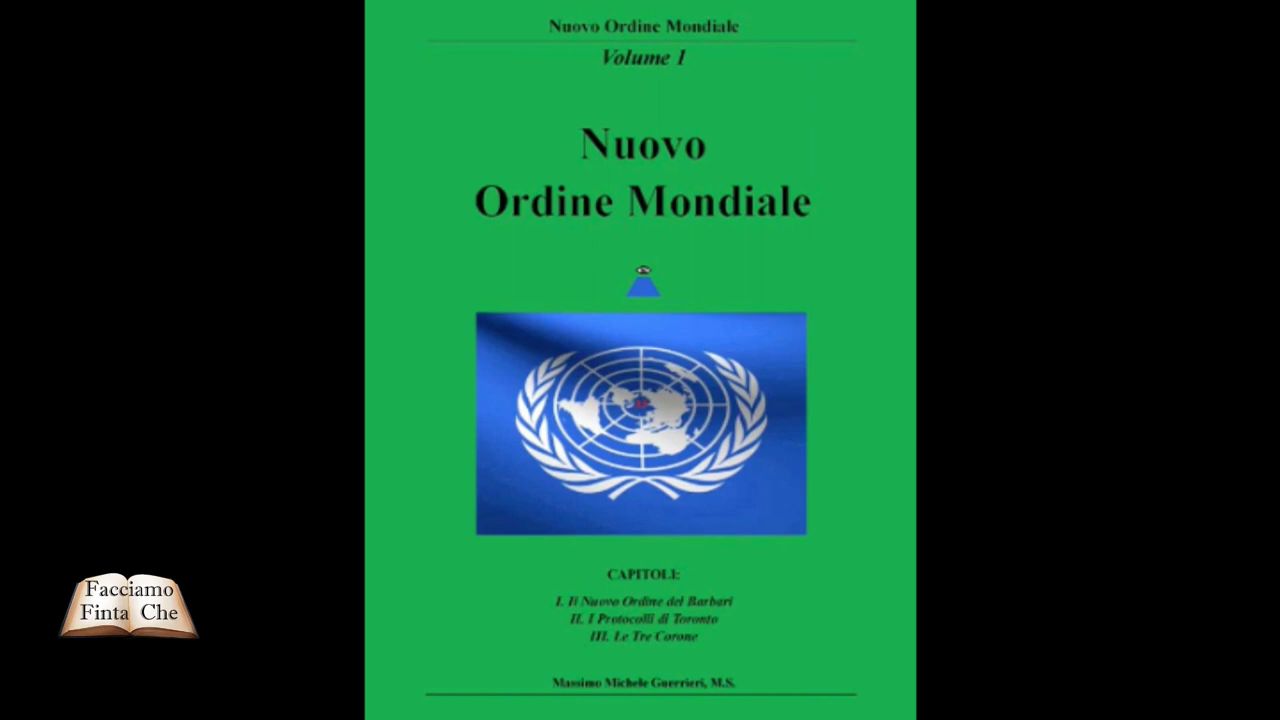 Nuovo Ordine Mondiale
Volume 1
Nuovo
Ordine Mondiale
CAPITOLI:
I. Il Nuovo Ordine dei Barbari
II. I Protocolli di Toronto
III. Le Tre Corone
Massimo Michele Guerrieri, M.S.
Facciamo
Finta Che